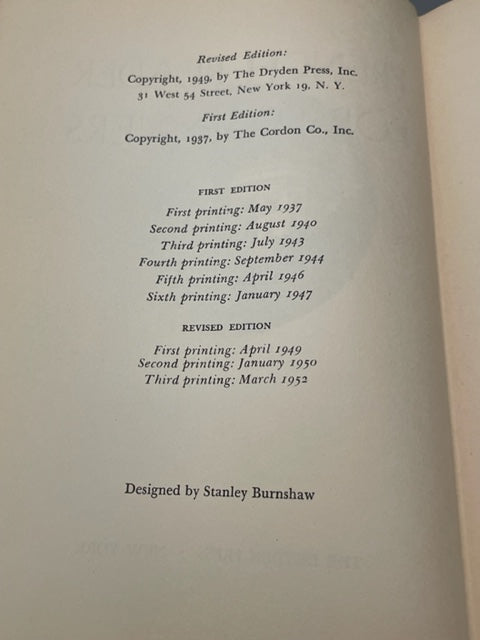 Revised Edition:
Copyright, 1949, by The Dryden Press, Inc.
31 West 54 Street, New York 19, N. Y.
First Edition:
Copyright, 1937, by The Cordon Co., Inc.
FIRST EDITION
First printing: May 1937
Second printing: August 1940
Third printing: July 1943
Fourth printing: September 1944
Fifth printing: April 1946
Sixth printing: January 1947
REVISED EDITION
First printing: April 1949
Second printing: January 1950
Third printing: March 1952
Designed by Stanley Burnshaw